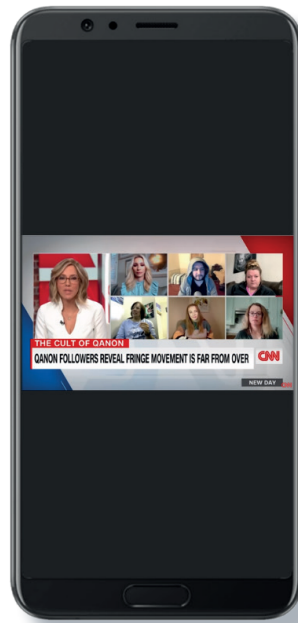 THE CULT OF QANON
QANON FOLLOWERS REVEAL FRINGE MOVEMENT IS FAR FROM OVER
CNN
NEW DAY